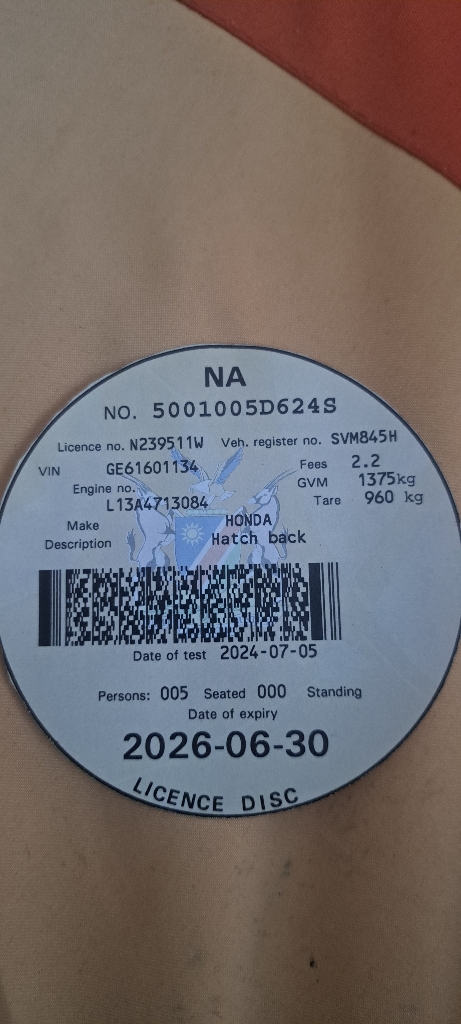 NA
NO. 5001005D624S
Licence no. N239511W Veh. register no. SVM845H
VIN GE61601134 Fees 2.2
Engine no. GVM 1375kg
L13A4713084 Tare 960 kg
Make HONDA
Description Hatch back
Date of test 2024-07-05
Persons: 005 Seated 000 Standing
Date of expiry
2026-06-30
LICENCE DISC